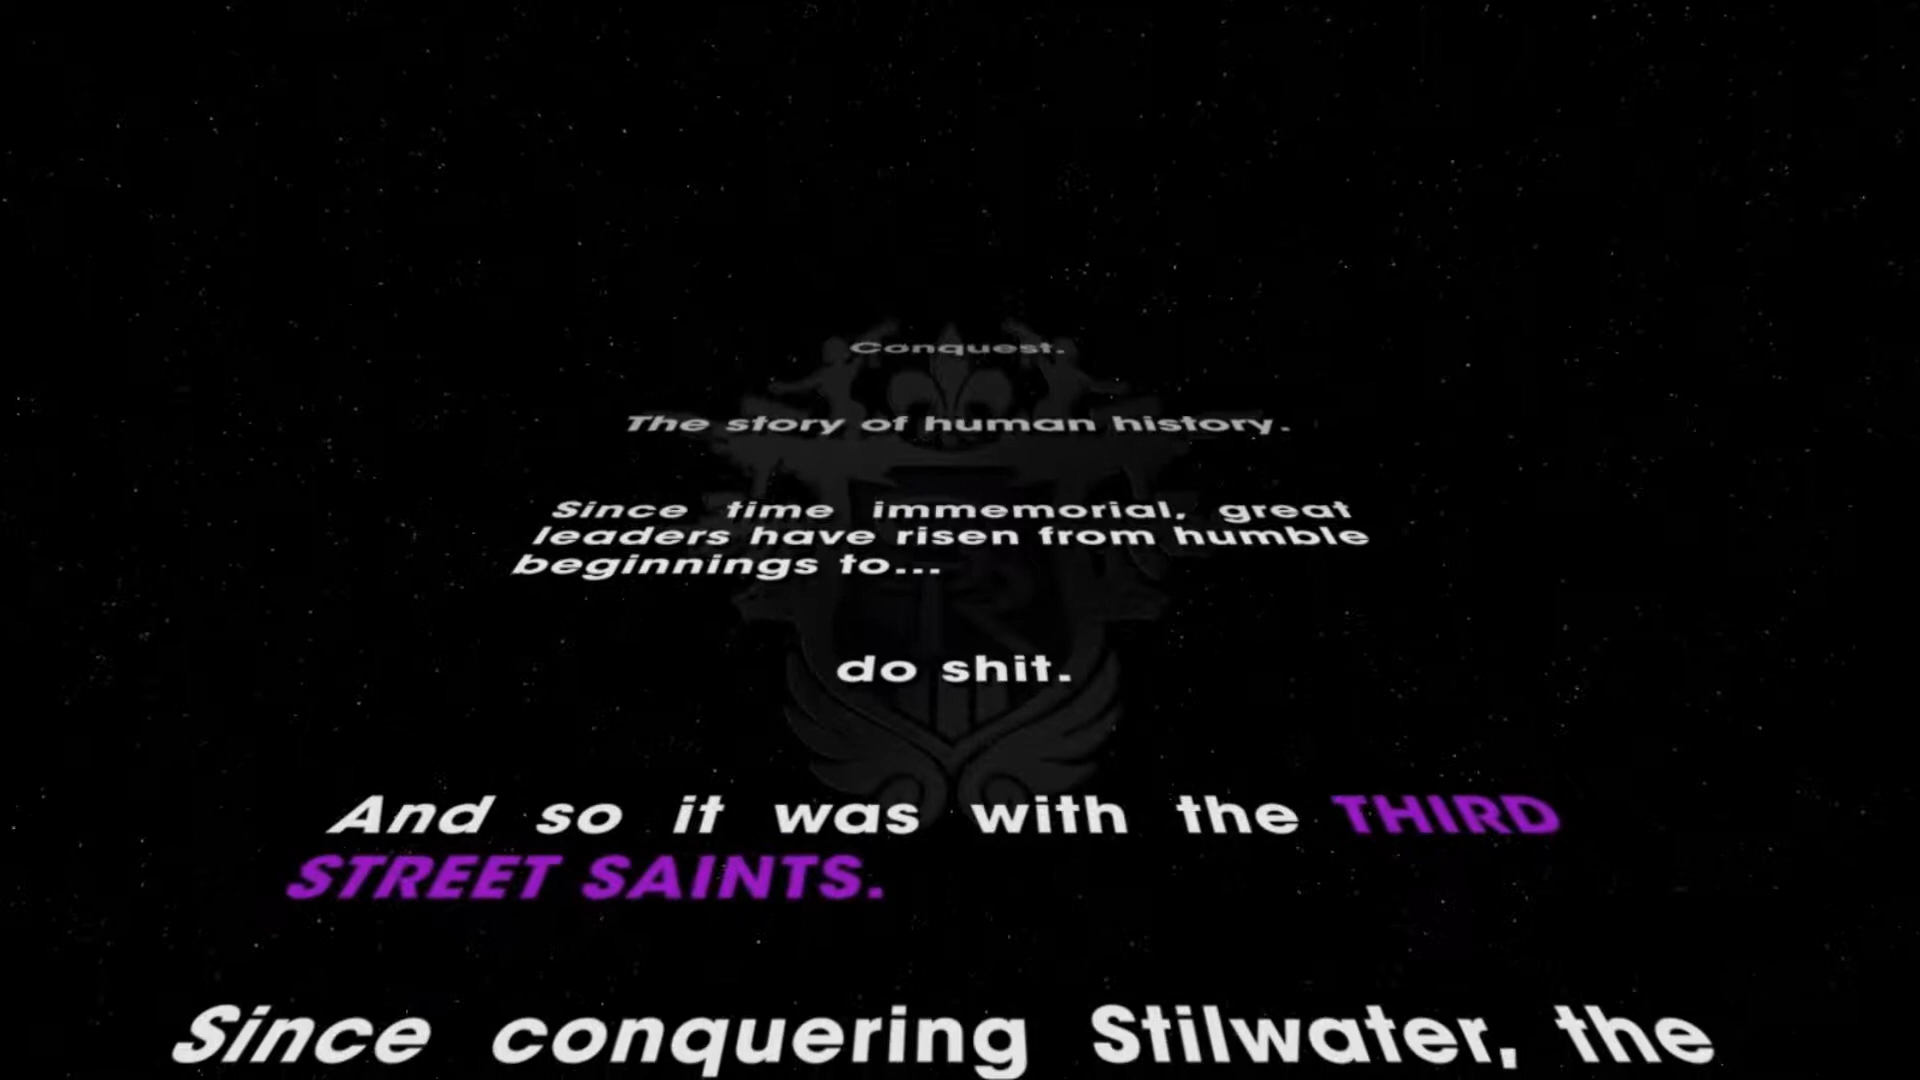 Conquest.
The story of human history.
Since time immemorial, great
leaders have risen from humble
beginnings to...
do shit.
And so it was with the THIRD
STREET SAINTS.
Since conquering Stilwater, the